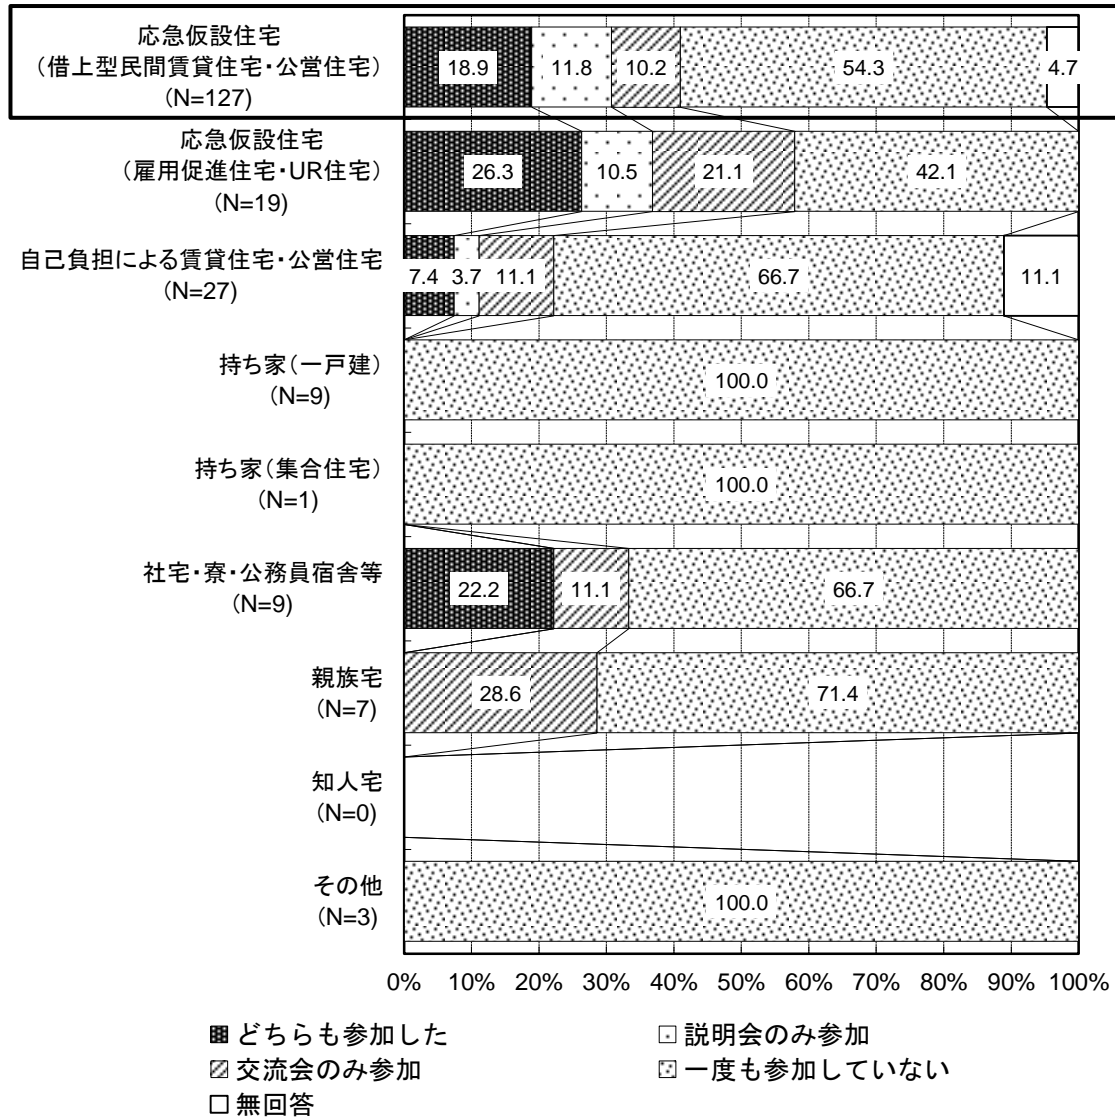 応急仮設住宅
（借上型民間賃貸住宅・公営住宅）
(N=127)
18.9 11.8 10.2 54.3 4.7
応急仮設住宅
（雇用促進住宅・UR住宅）
(N=19)
26.3 10.5 21.1 42.1
自己負担による賃貸住宅・公営住宅
(N=27)
7.4 3.7 11.1 66.7 11.1
持ち家（一戸建）
(N=9)
100.0
持ち家（集合住宅）
(N=1)
100.0
社宅・寮・公務員宿舎等
(N=9)
22.2 11.1 66.7
親族宅
(N=7)
28.6 71.4
知人宅
(N=0)
その他
(N=3)
100.0
0% 10% 20% 30% 40% 50% 60% 70% 80% 90% 100%
どちらも参加した 説明会のみ参加
交流会のみ参加 一度も参加していない
無回答